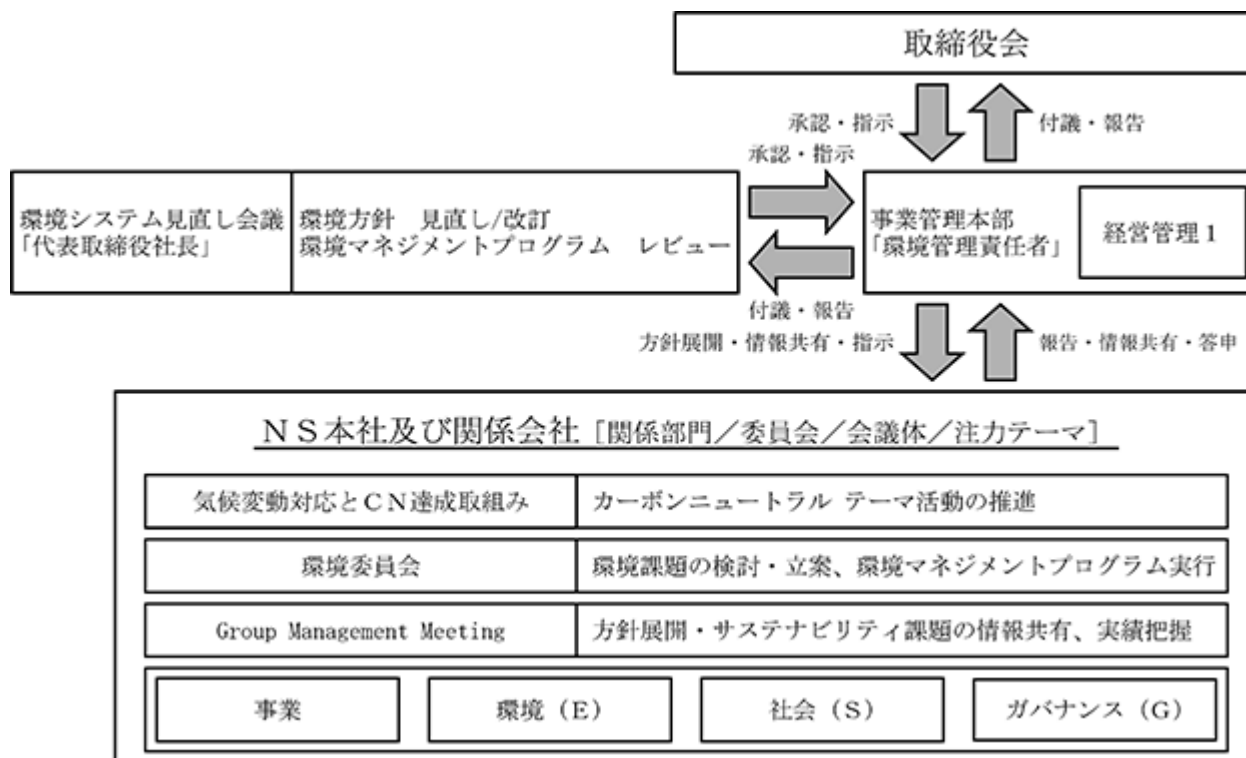 取締役会
承認・指示
付議・報告
承認・指示
環境システム見直し会議
「代表取締役社長」
環境方針　見直し/改訂
環境マネジメントプログラム　レビュー
事業管理本部
「環境管理責任者」
経営管理１
付議・報告
方針展開・情報共有・指示
報告・情報共有・答申
ＮＳ本社及び関係会社［関係部門／委員会／会議体／注力テーマ］
気候変動対応とＣＮ達成取組み
カーボンニュートラル テーマ活動の推進
環境委員会
環境課題の検討・立案、環境マネジメントプログラム実行
Group Management Meeting
方針展開・サステナビリティ課題の情報共有、実績把握
事業
環境（Ｅ）
社会（Ｓ）
ガバナンス（Ｇ）